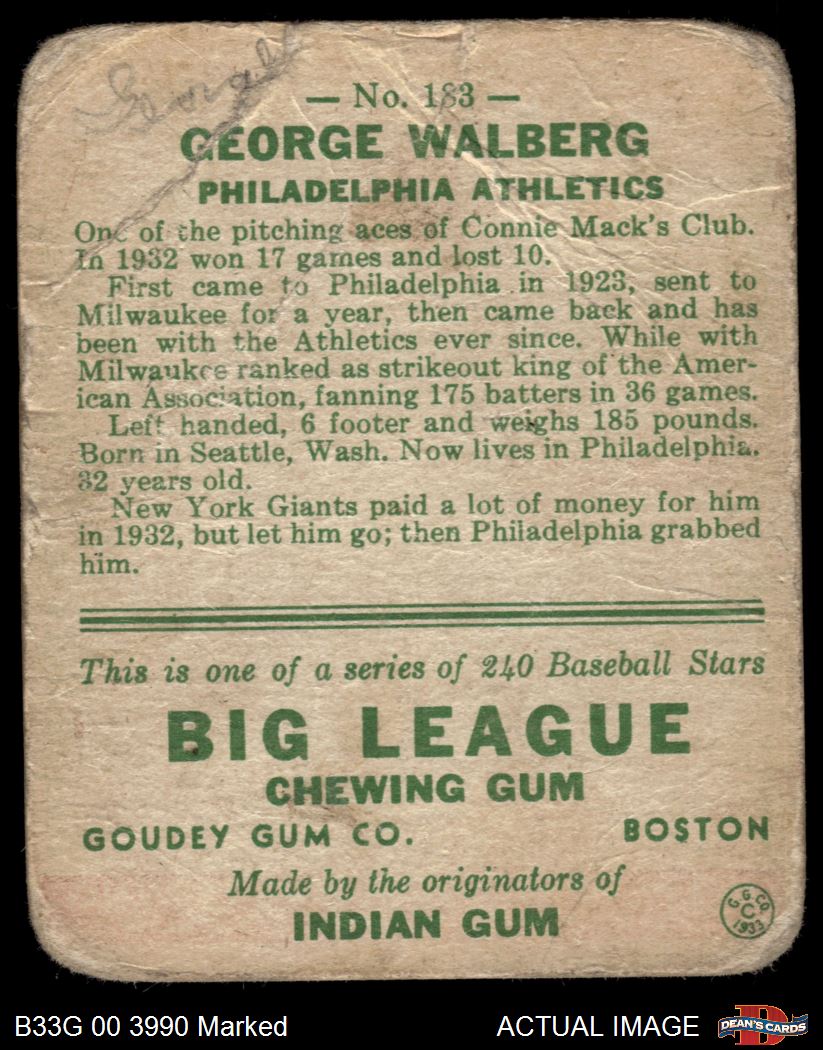 George
— No. 183 —
GEORGE WALBERG
PHILADELPHIA ATHLETICS
One of the pitching aces of Connie Mack's Club.
In 1932 won 17 games and lost 10.
First came to Philadelphia in 1923, sent to
Milwaukee for a year, then came back and has
been with the Athletics ever since. While with
Milwaukee ranked as strikeout king of the Amer-
ican Association, fanning 175 batters in 36 games.
Left handed, 6 footer and weighs 185 pounds.
Born in Seattle, Wash. Now lives in Philadelphia.
32 years old.
New York Giants paid a lot of money for him
in 1932, but let him go; then Philadelphia grabbed
him.
This is one of a series of 240 Baseball Stars
BIG LEAGUE
CHEWING GUM
GOUDEY GUM CO. BOSTON
Made by the originators of
INDIAN GUM
G. G. CO
C
1933
B33G 00 3990 Marked ACTUAL IMAGE
D
DEAN'S CARDS